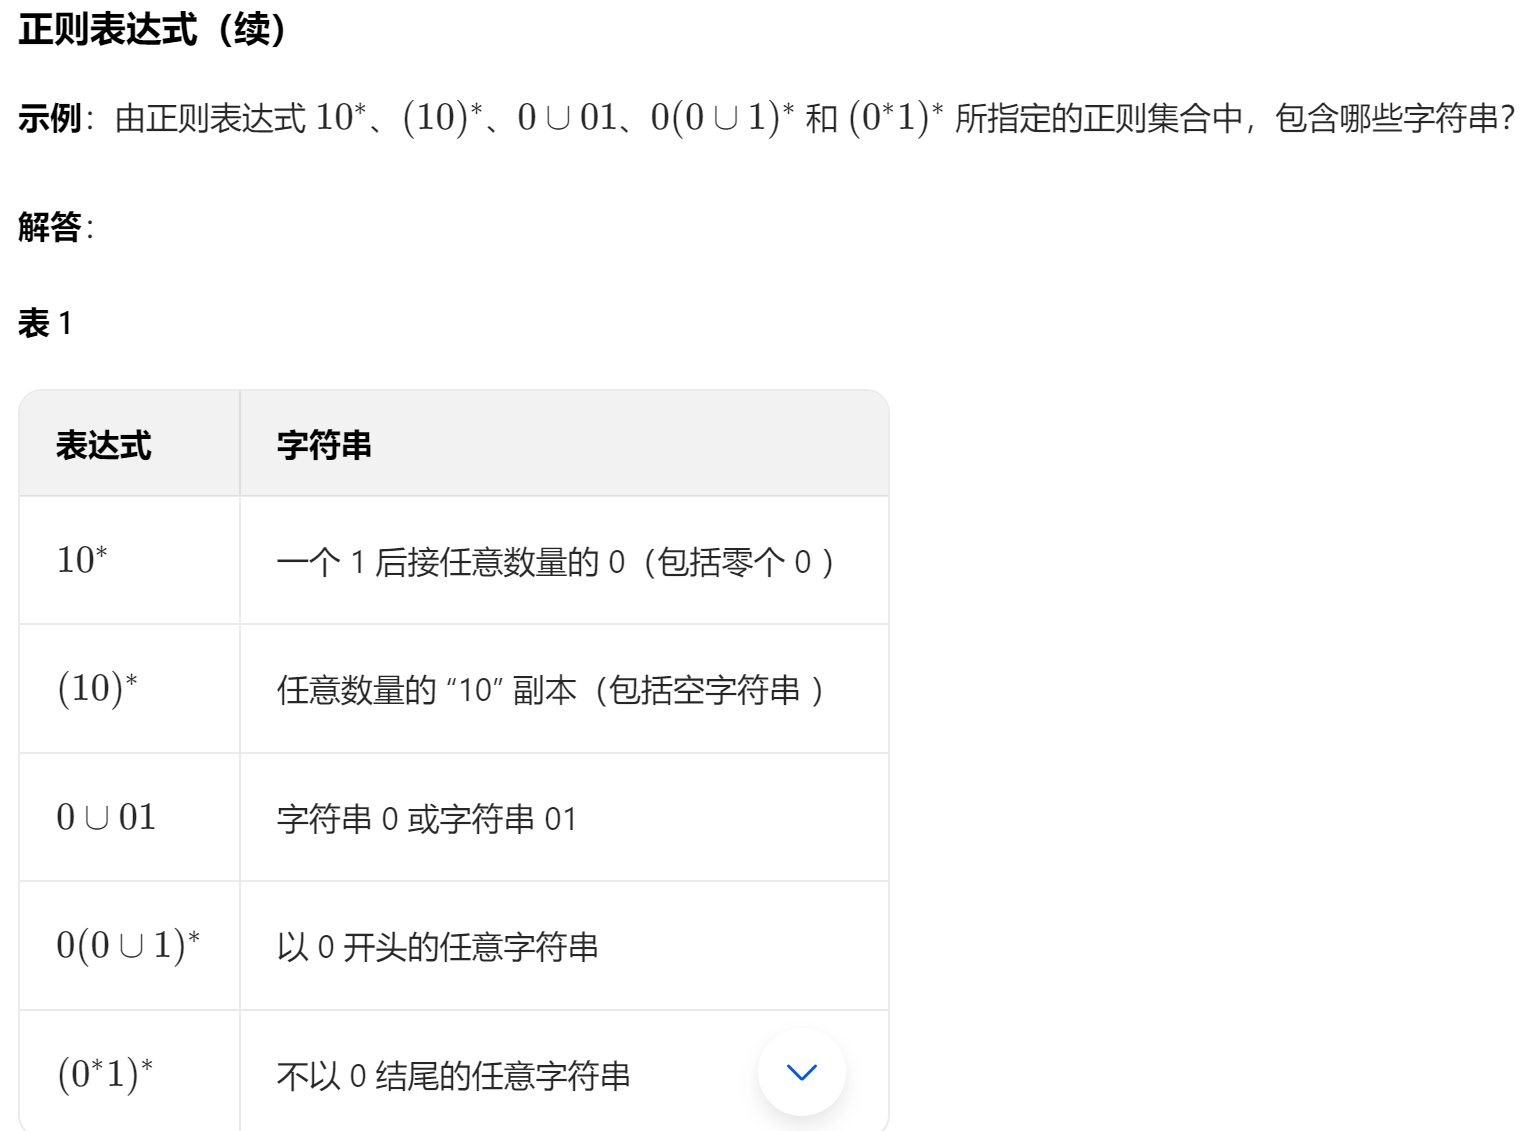 正则表达式（续）
示例：由正则表达式 10*、(10)*、0 ∪ 01、0(0 ∪ 1)* 和 (0*1)* 所指定的正则集合中，包含哪些字符串？
解答：
表 1
表达式 字符串
10* 一个 1 后接任意数量的 0（包括零个 0 ）
(10)* 任意数量的 “10” 副本（包括空字符串 ）
0 ∪ 01 字符串 0 或字符串 01
0(0 ∪ 1)* 以 0 开头的任意字符串
(0*1)* 不以 0 结尾的任意字符串